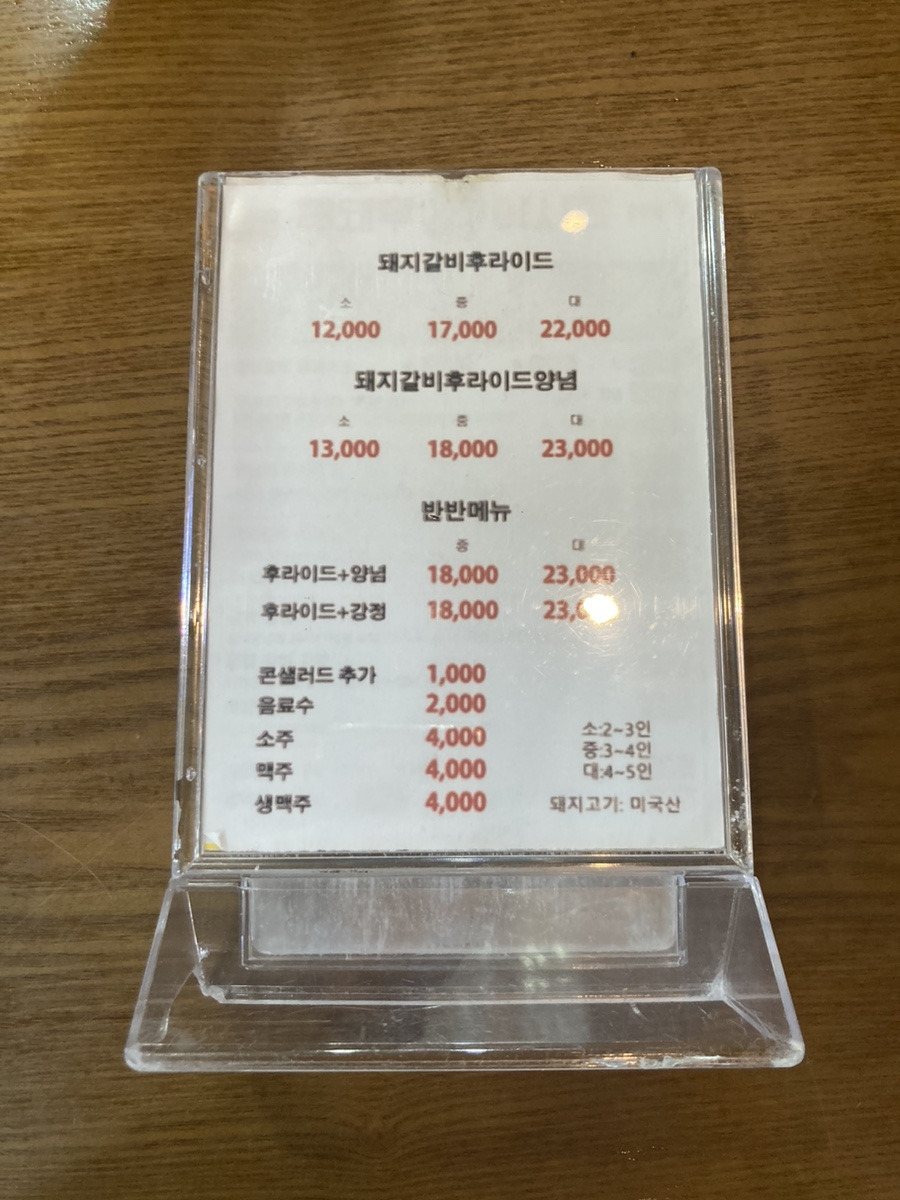 돼지갈비후라이드
소 중 대
12,000 17,000 22,000
돼지갈비후라이드양념
소 중 대
13,000 18,000 23,000
반반메뉴
중 대
후라이드+양념 18,000 23,000
후라이드+강정 18,000
콘샐러드 추가 1,000
음료수 2,000
소주 4,000 소:2~3인
맥주 4,000 중:3~4인
대:4~5인
생맥주 4,000 돼지고기: 미국산